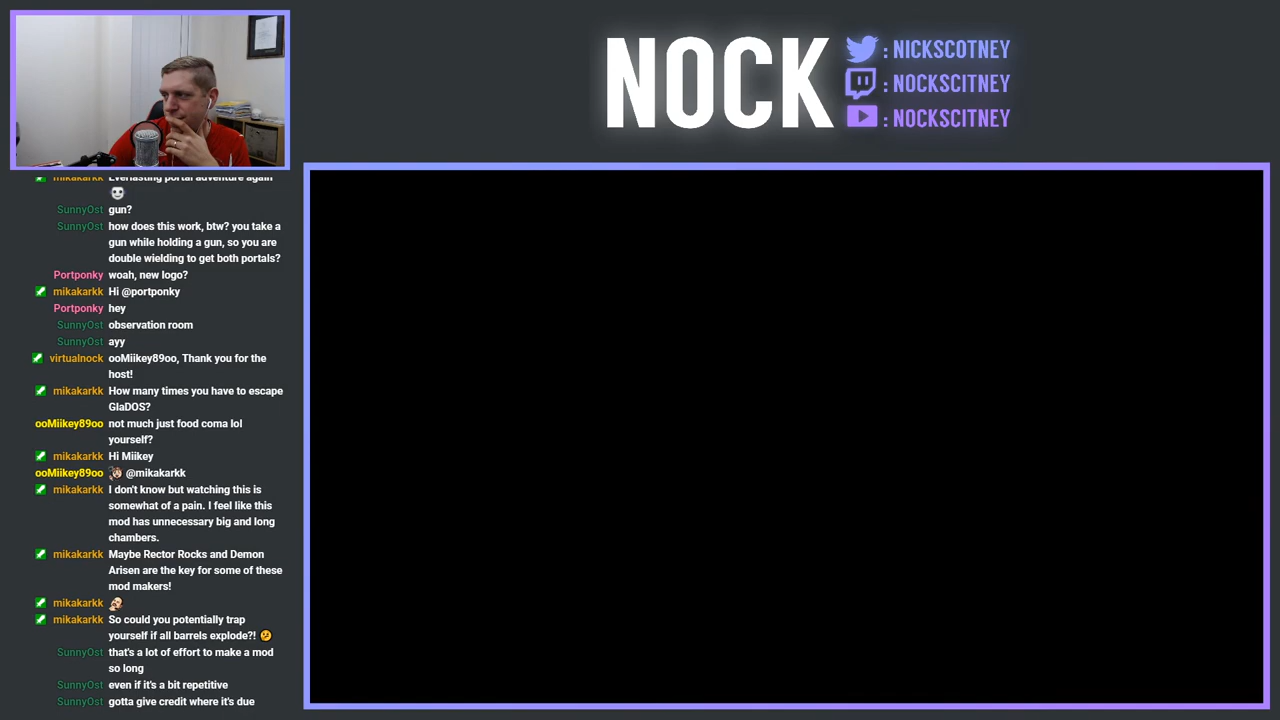 NOCK
: NICKSCOTNEY
: NOCKSCITNEY
: NOCKSCITNEY
mikakarkk Everlasting portal adventure again
SunnyOst gun?
SunnyOst how does this work, btw? you take a
gun while holding a gun, so you are
double wielding to get both portals?
Portponky woah, new logo?
mikakarkk Hi @portponky
Portponky hey
SunnyOst observation room
SunnyOst ayy
virtualnock ooMiikey89oo, Thank you for the
host!
mikakarkk How many times you have to escape
GlaDOS?
ooMiikey89oo not much just food coma lol
yourself?
mikakarkk Hi Miikey
ooMiikey89oo @mikakarkk
mikakarkk I don't know but watching this is
somewhat of a pain. I feel like this
mod has unnecessary big and long
chambers.
mikakarkk Maybe Rector Rocks and Demon
Arisen are the key for some of these
mod makers!
mikakarkk
mikakarkk So could you potentially trap
yourself if all barrels explode?!
SunnyOst that's a lot of effort to make a mod
so long
SunnyOst even if it's a bit repetitive
SunnyOst gotta give credit where it's due